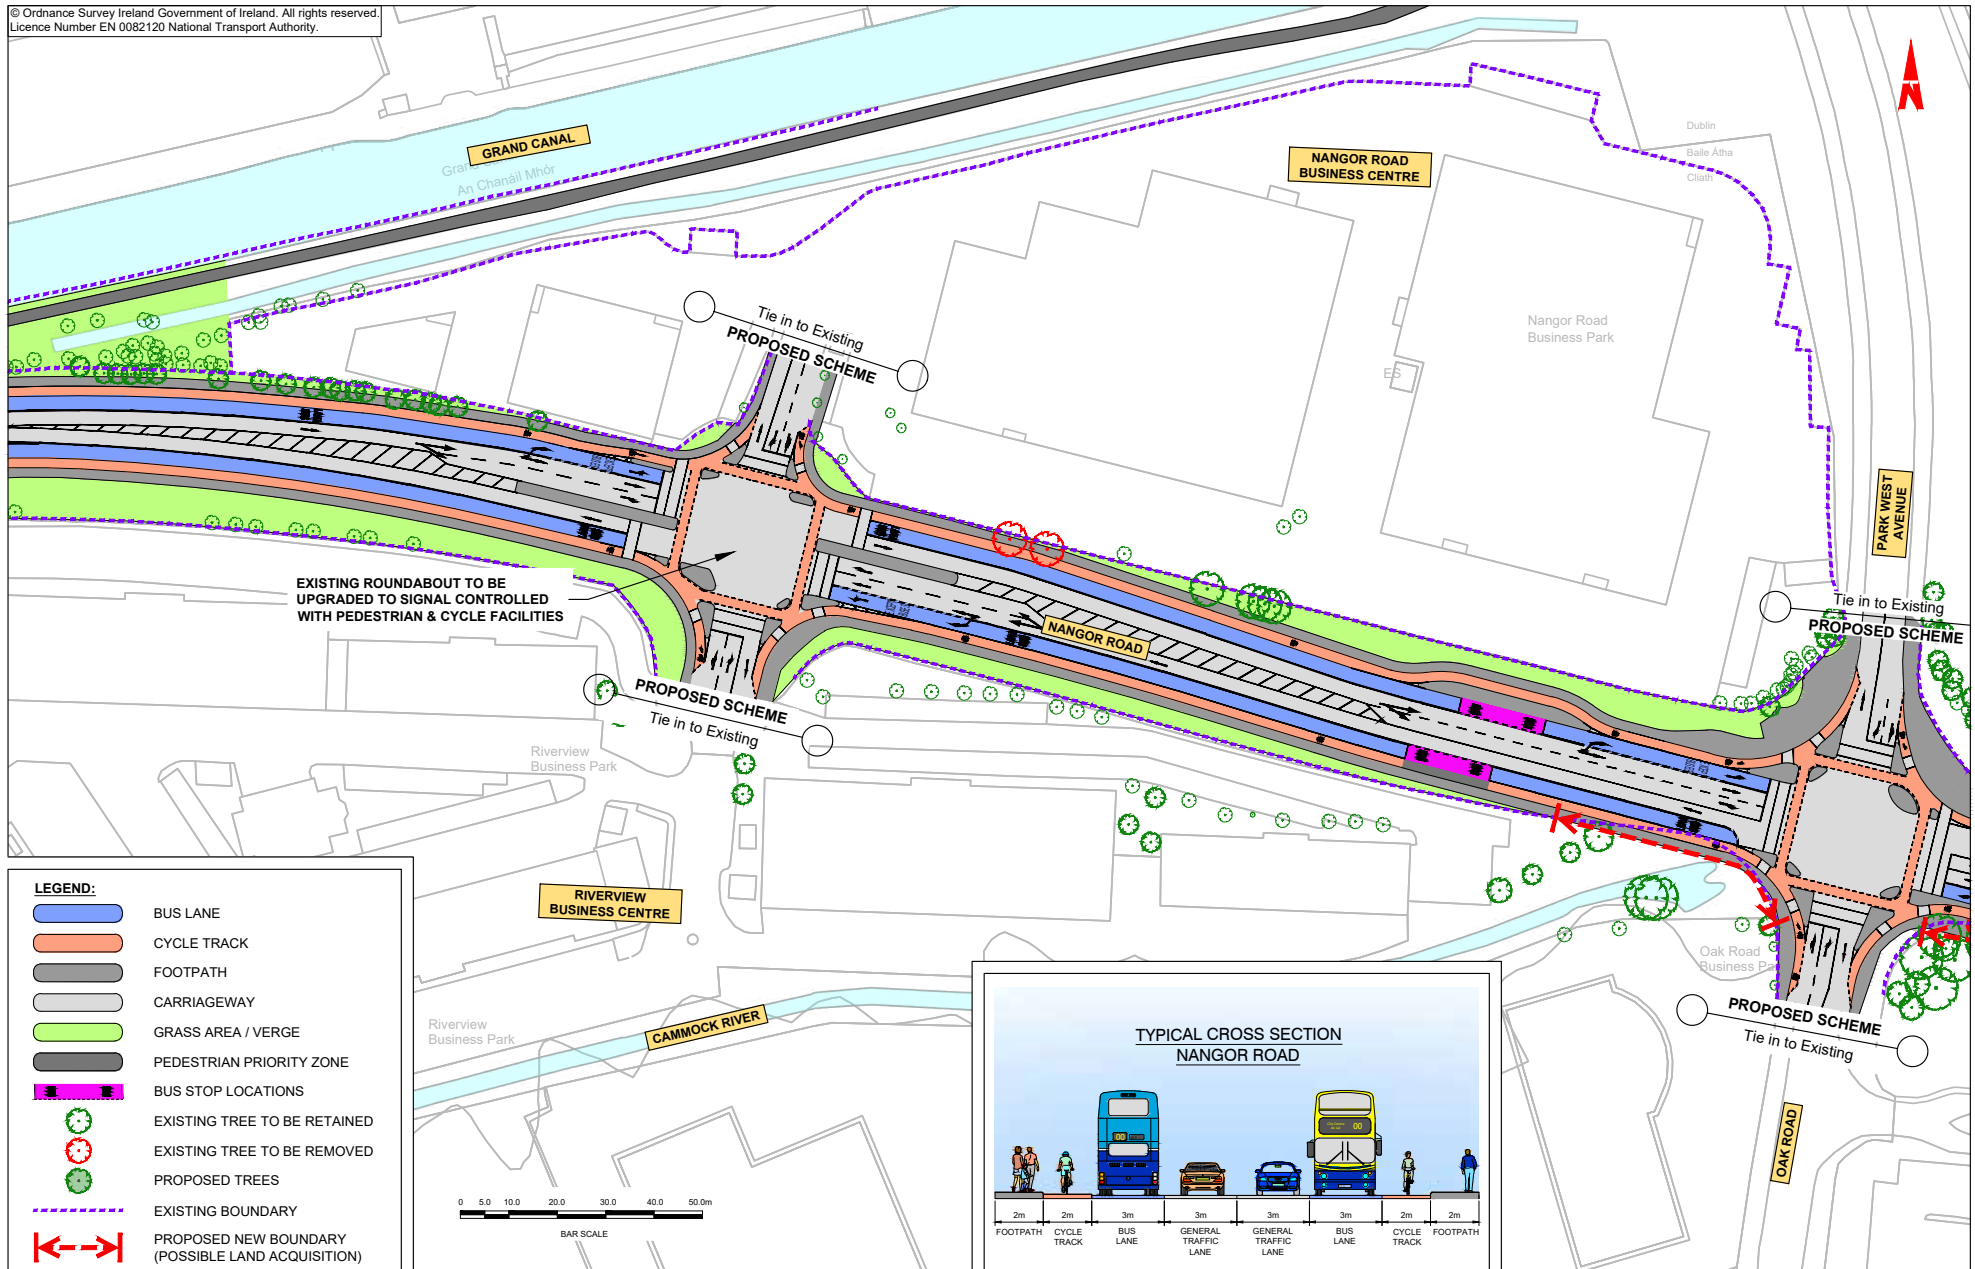 © Ordnance Survey Ireland Government of Ireland. All rights reserved.
Licence Number EN 0082120 National Transport Authority.
GRAND CANAL
An Chanáil Mhór
NANGOR ROAD
BUSINESS CENTRE
Dublin
Baile Átha
Cliath
N
Tie in to Existing
PROPOSED SCHEME
Nangor Road
Business Park
ES
PARK WEST
AVENUE
EXISTING ROUNDABOUT TO BE
UPGRADED TO SIGNAL CONTROLLED
WITH PEDESTRIAN & CYCLE FACILITIES
NANGOR ROAD
Tie in to Existing
PROPOSED SCHEME
PROPOSED SCHEME
Tie in to Existing
Riverview
Business Park
RIVERVIEW
BUSINESS CENTRE
Oak Road
Business
PROPOSED SCHEME
Tie in to Existing
OAK ROAD
Riverview
Business Park
CAMMOCK RIVER
LEGEND:
BUS LANE
CYCLE TRACK
FOOTPATH
CARRIAGEWAY
GRASS AREA / VERGE
PEDESTRIAN PRIORITY ZONE
BUS STOP LOCATIONS
EXISTING TREE TO BE RETAINED
EXISTING TREE TO BE REMOVED
PROPOSED TREES
EXISTING BOUNDARY
PROPOSED NEW BOUNDARY
(POSSIBLE LAND ACQUISITION)
0 5.0 10.0 20.0 30.0 40.0 50.0m
BAR SCALE
TYPICAL CROSS SECTION
NANGOR ROAD
00
00
2m 2m 3m 3m 3m 3m 2m 2m
FOOTPATH CYCLE BUS GENERAL GENERAL BUS CYCLE FOOTPATH
TRACK LANE TRAFFIC TRAFFIC LANE TRACK
LANE LANE